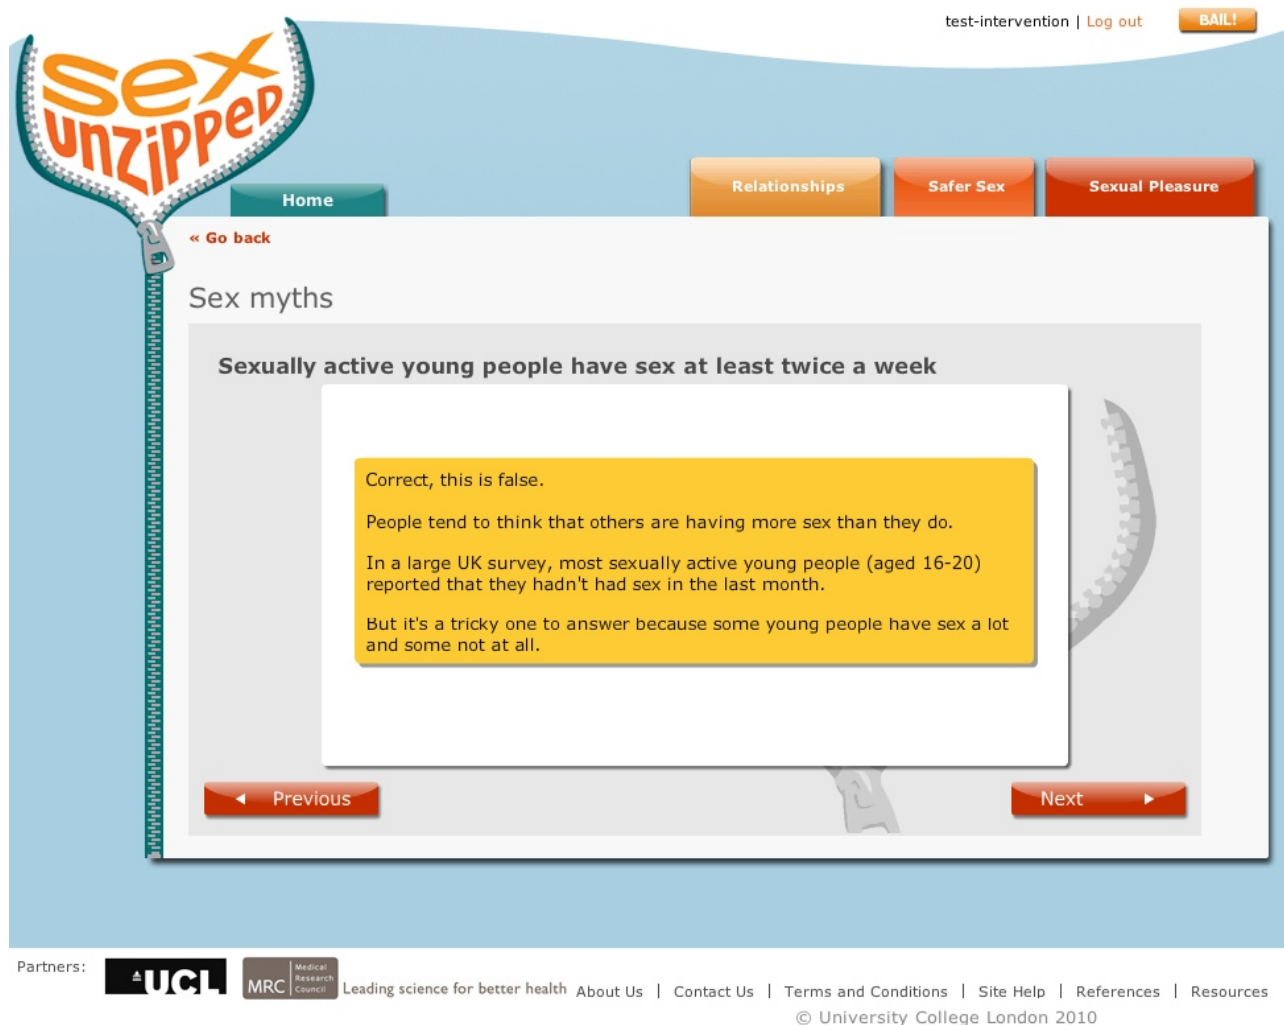 test-intervention | Log out
BAIL!
sex
unzipped
Home
Relationships
Safer Sex
Sexual Pleasure
« Go back
Sex myths
Sexually active young people have sex at least twice a week
Correct, this is false.
People tend to think that others are having more sex than they do.
In a large UK survey, most sexually active young people (aged 16-20)
reported that they hadn't had sex in the last month.
But it's a tricky one to answer because some young people have sex a lot
and some not at all.
Previous
Next
Partners:
UCL
MRC
Medical
Research
Council
Leading science for better health
About Us | Contact Us | Terms and Conditions | Site Help | References | Resources
© University College London 2010